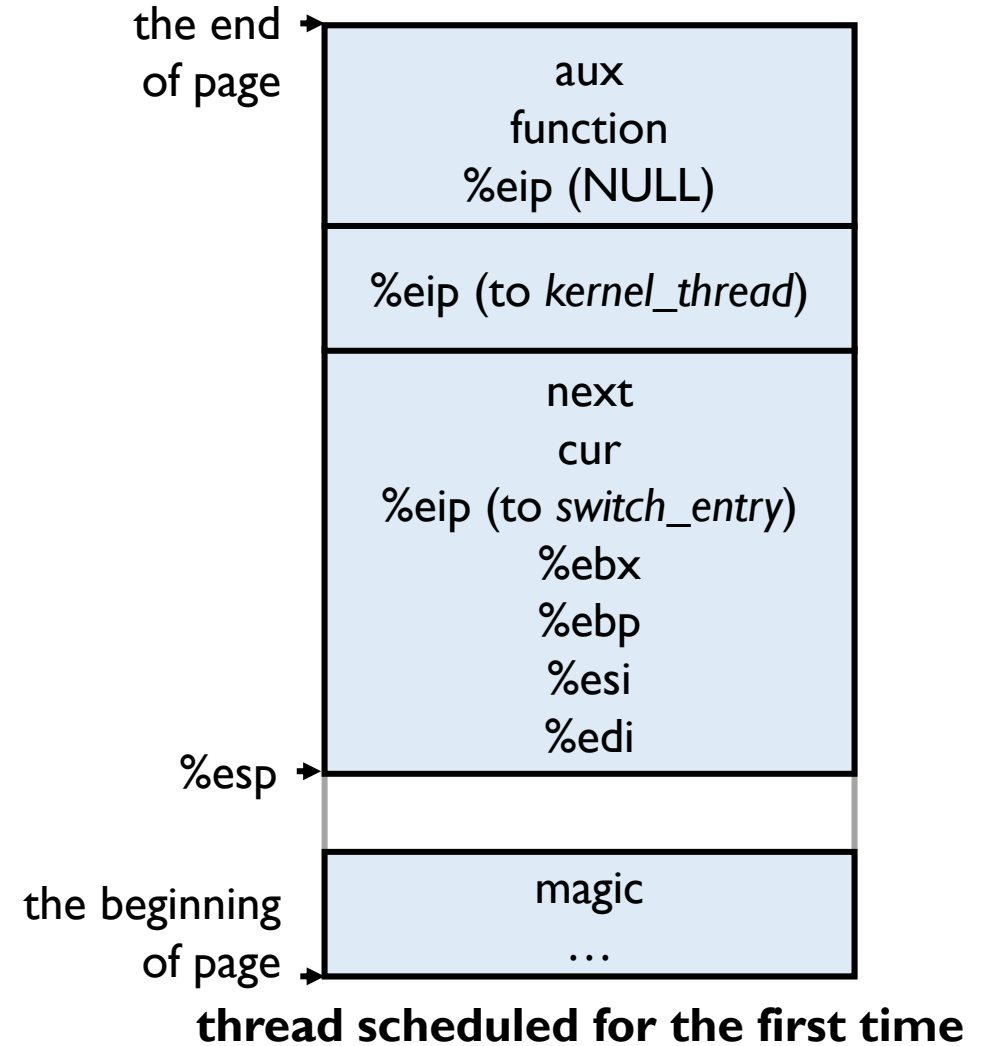 the end
of page
aux
function
%eip (NULL)
%eip (to kernel_thread)
next
cur
%eip (to switch_entry)
%ebx
%ebp
%esi
%edi
%esp
magic
…
the beginning
of page
thread scheduled for the first time